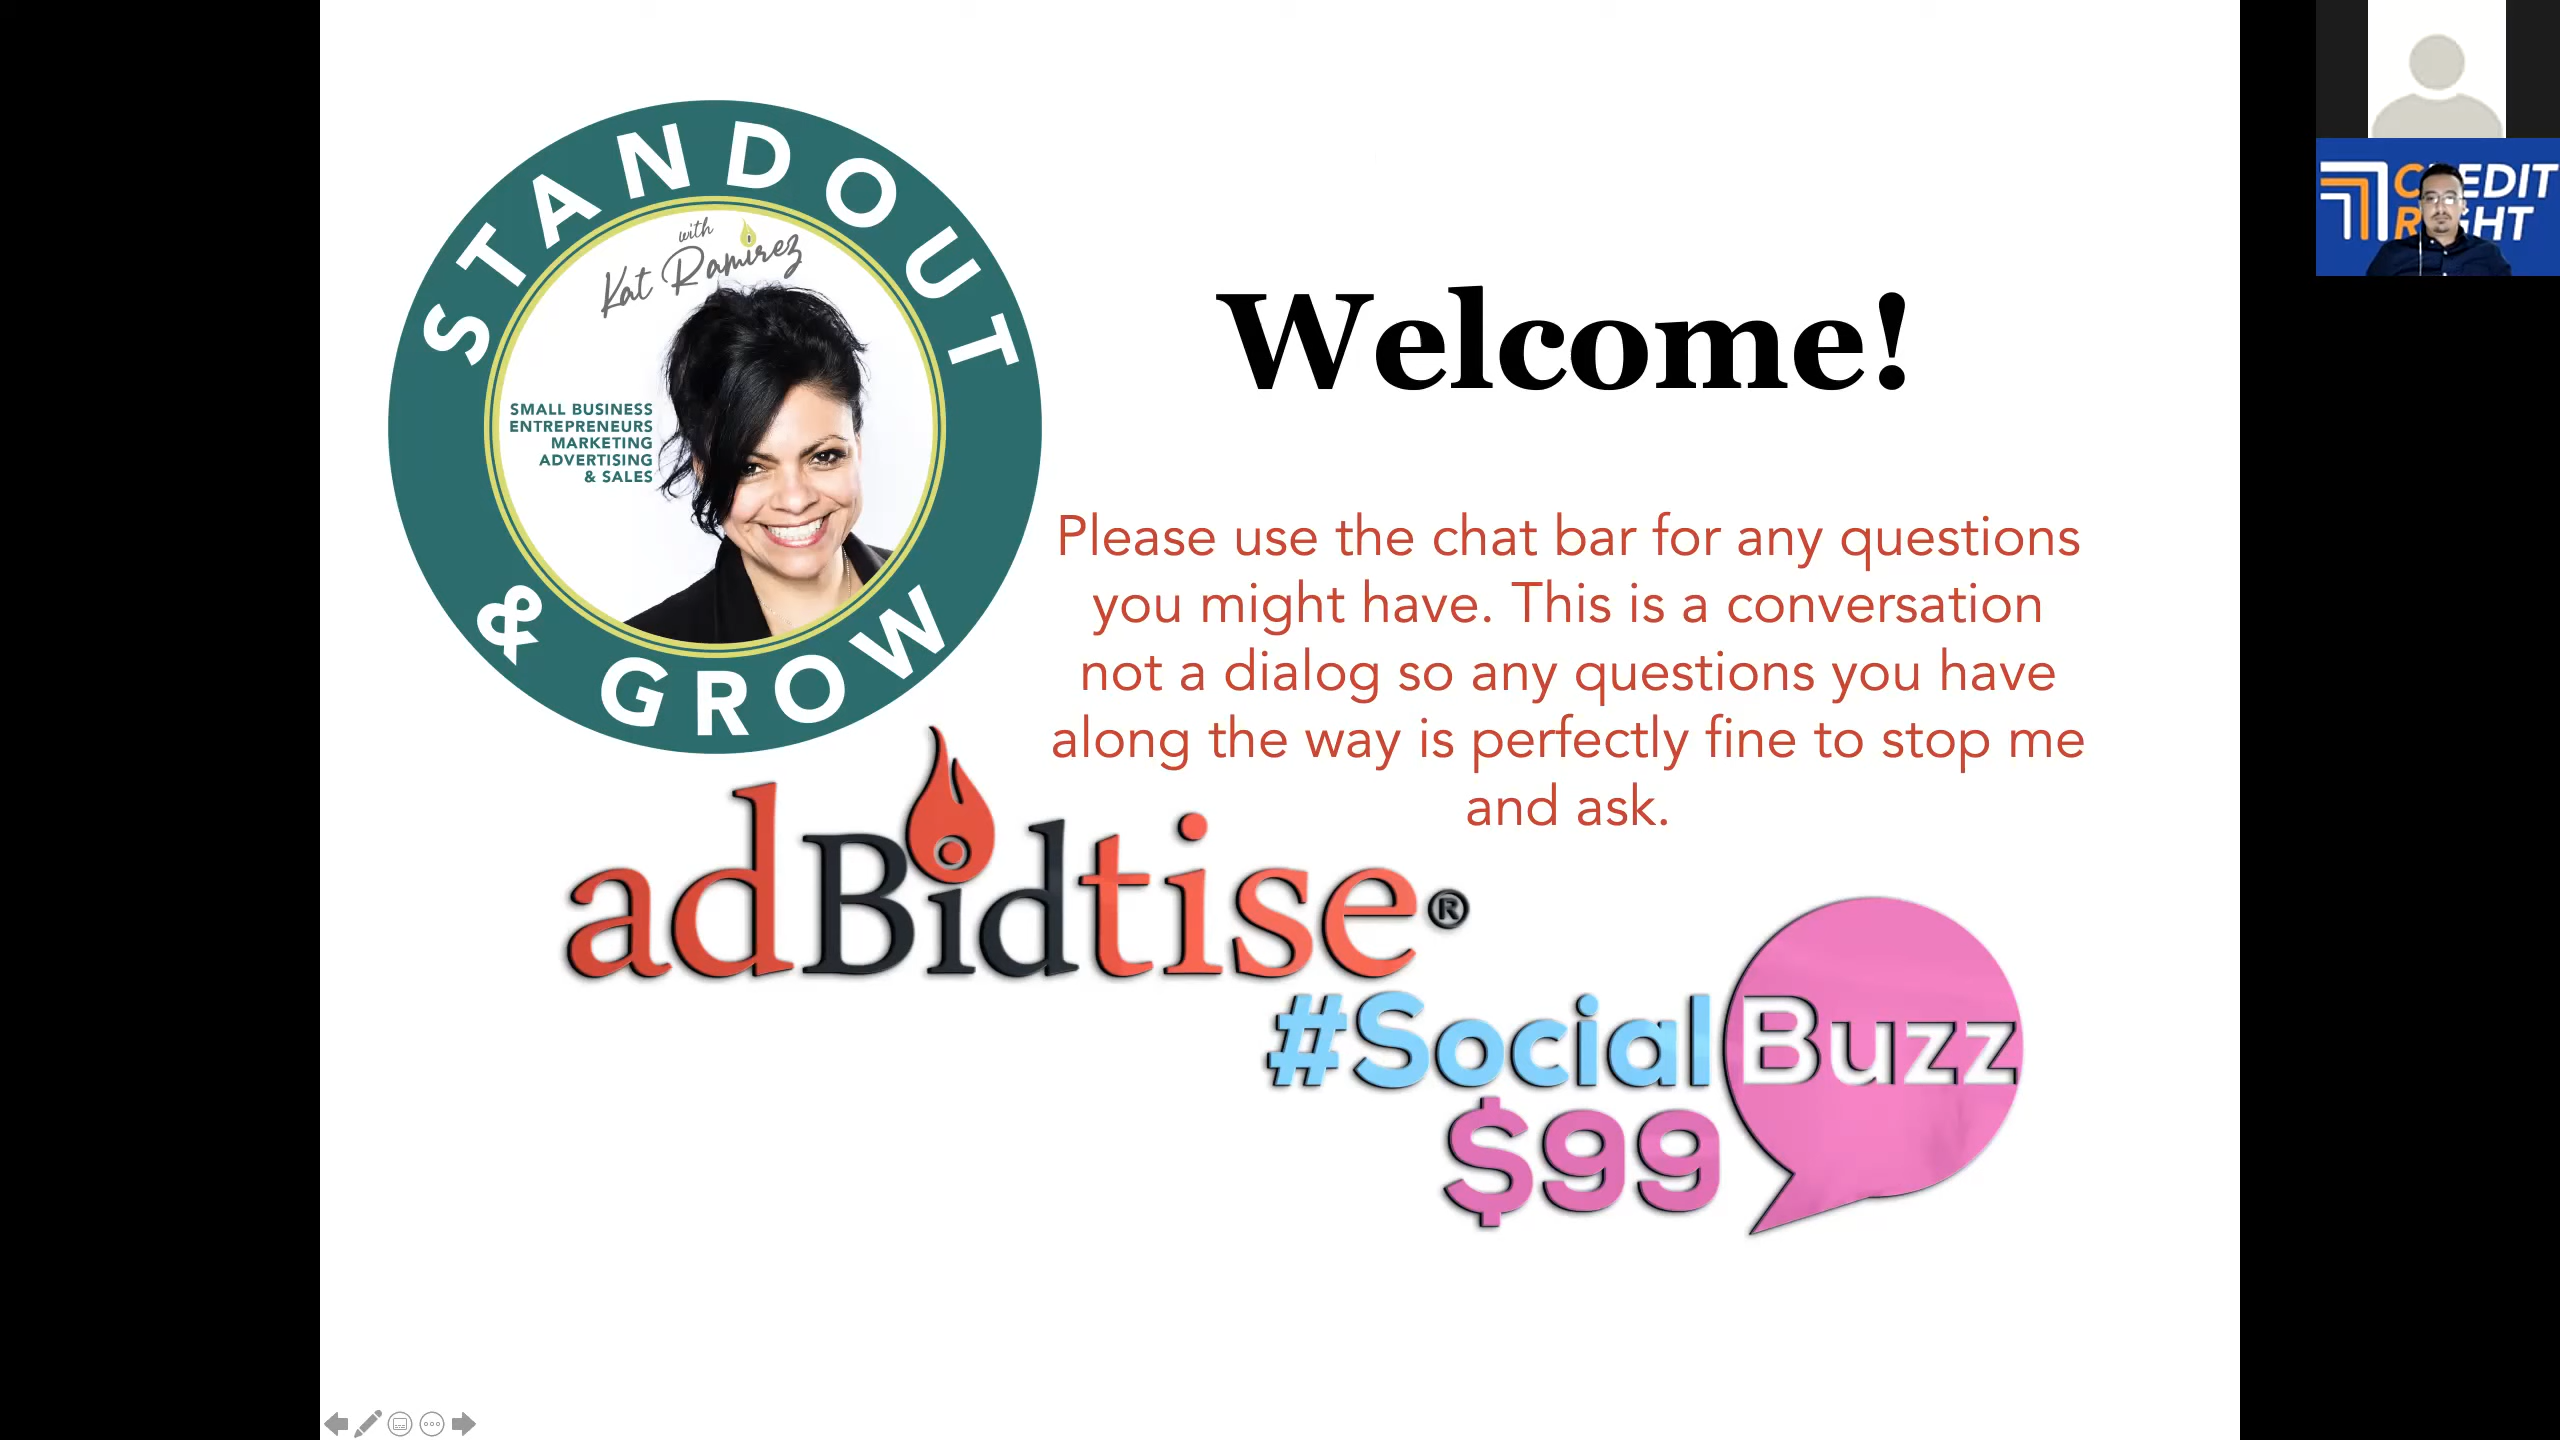 STANDOUT
with
Kat Ramirez
SMALL BUSINESS
ENTREPRENEURS
MARKETING
ADVERTISING
& SALES
& GROW
Welcome!
Please use the chat bar for any questions
you might have. This is a conversation
not a dialog so any questions you have
along the way is perfectly fine to stop me
and ask.
adBidtise®
#SocialBuzz
$99
CREDIT
RIGHT